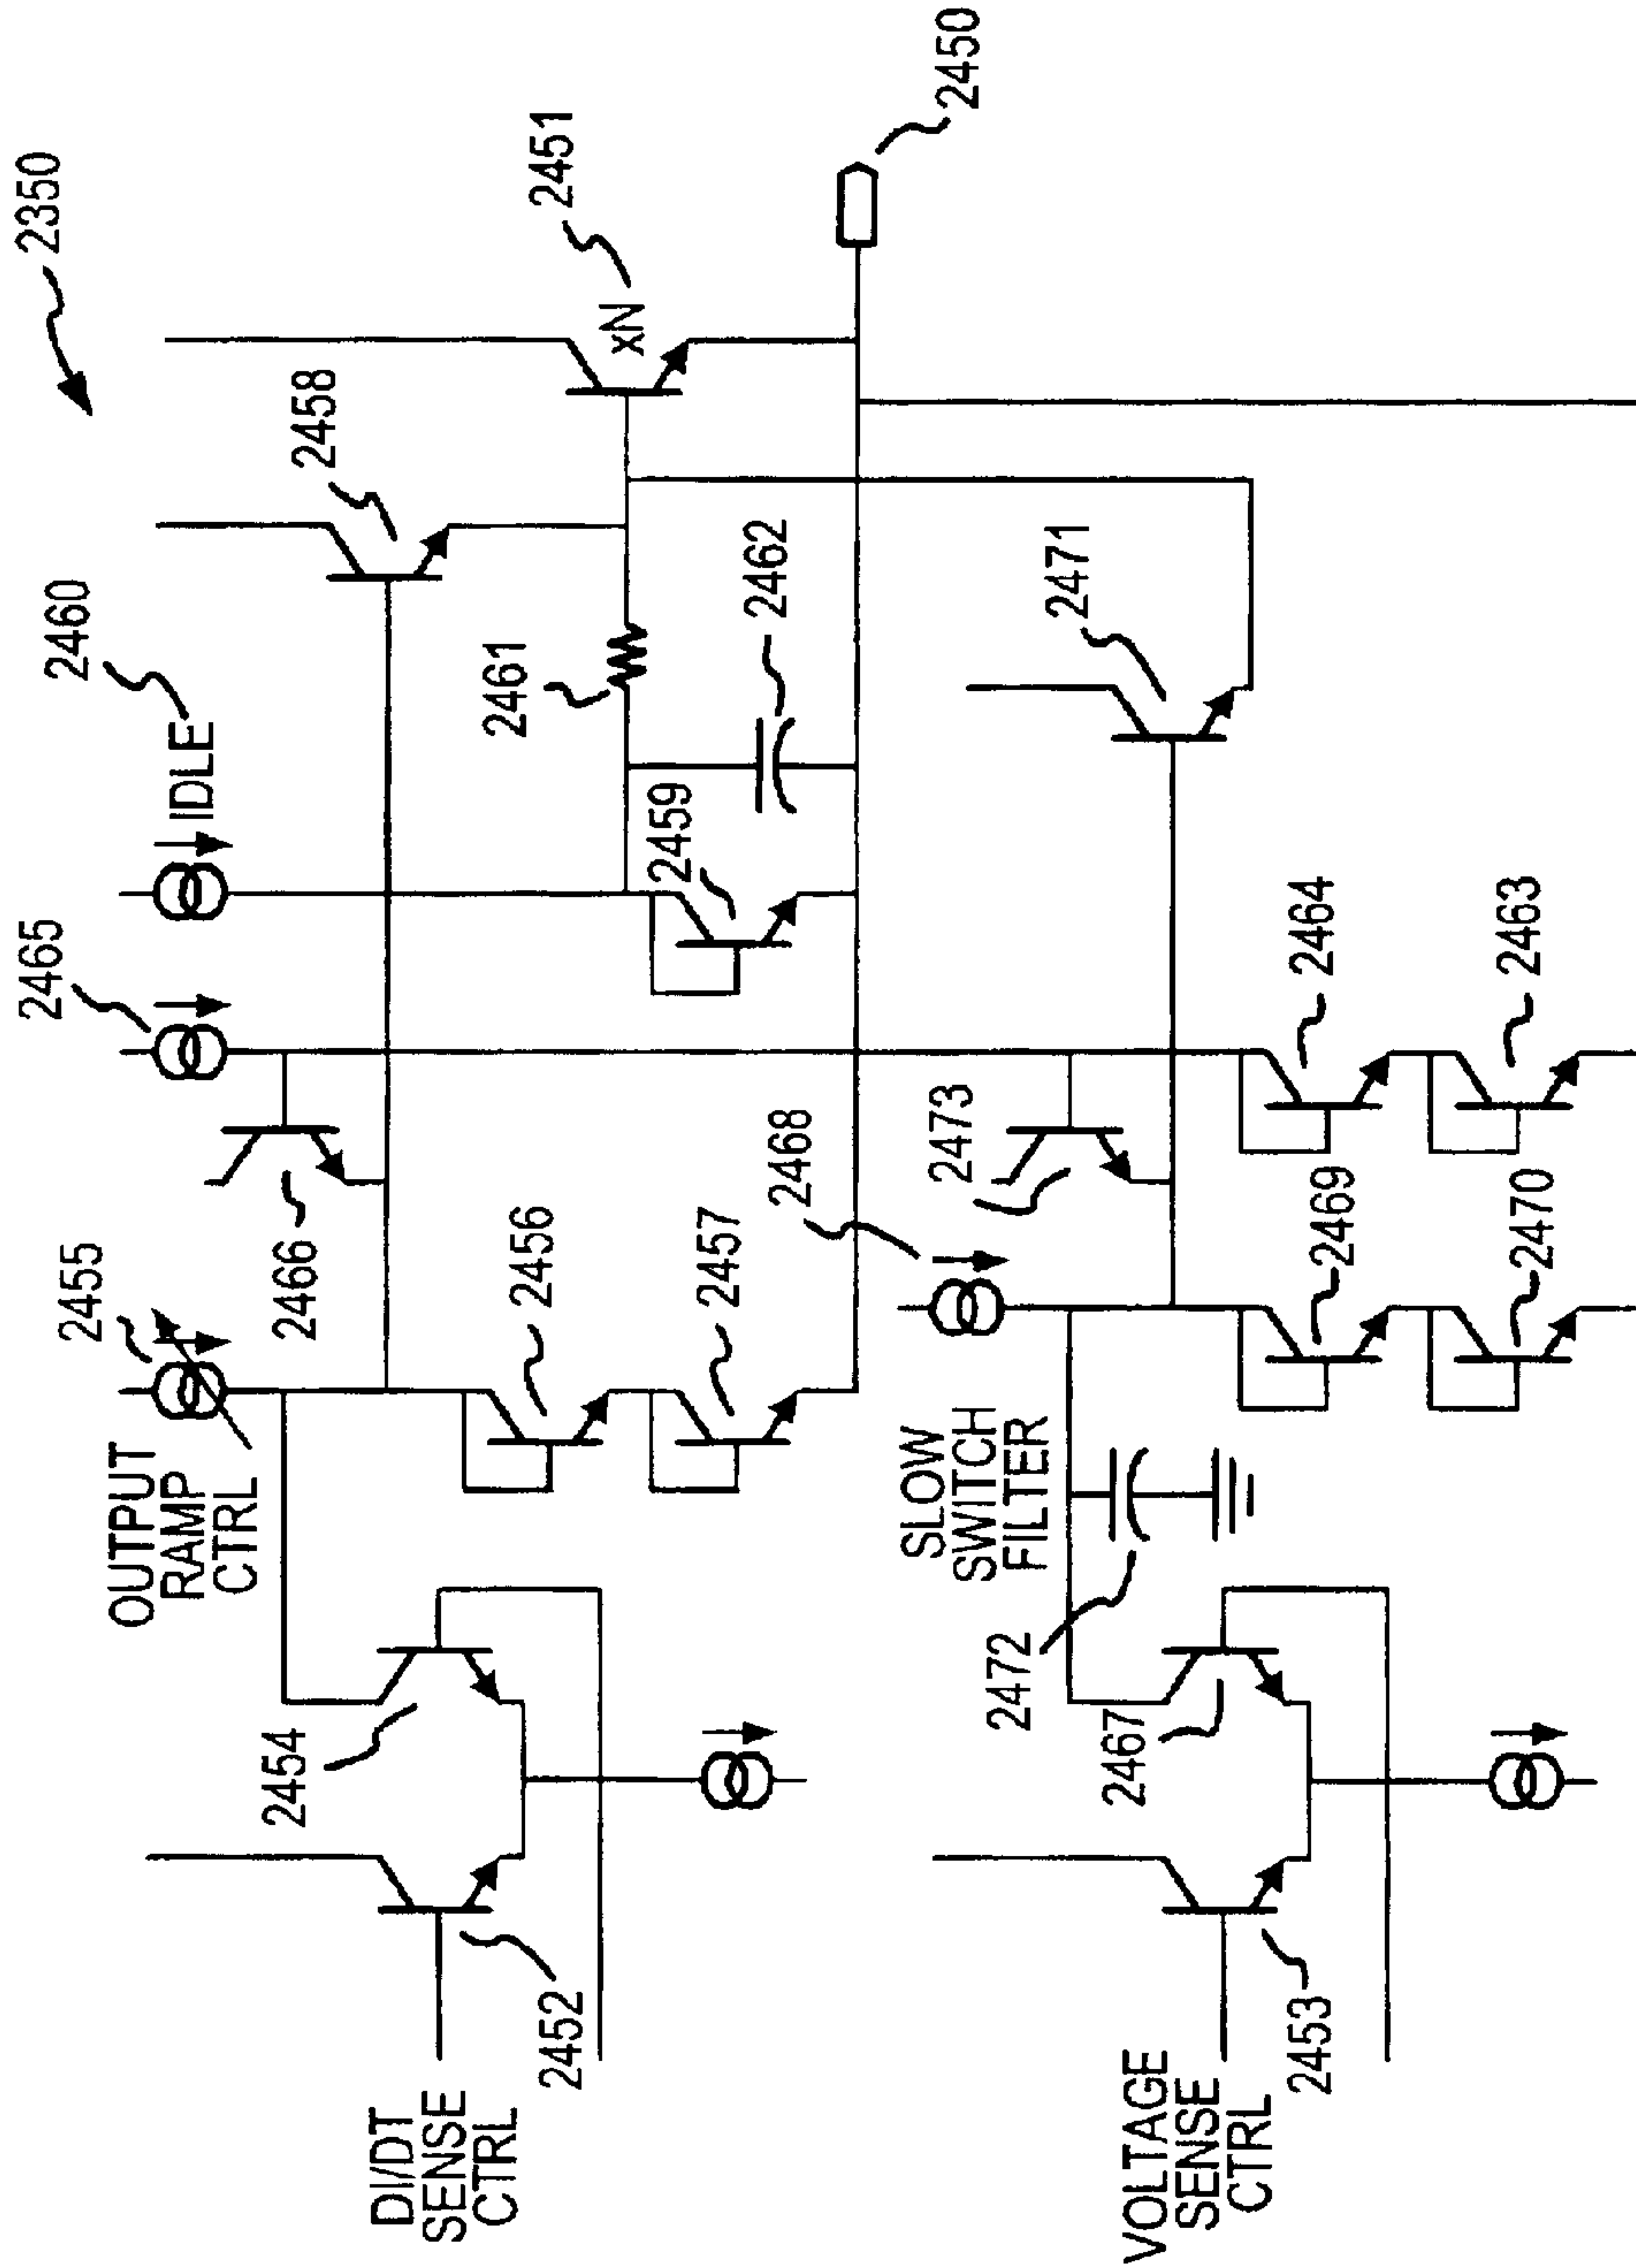 2350
2460
IDLE
2465
2455
OUTPUT
RAMP
CTRL
2458
2451
xN
2466
2461
2454
2459
2462
2450
2456
2457
2452
DI/DT
SENSE
CTRL
2468
2473
2471
SLOW
SWITCH
FILTER
2472
2467
2464
2469
2463
2470
2453
VOLTAGE
SENSE
CTRL